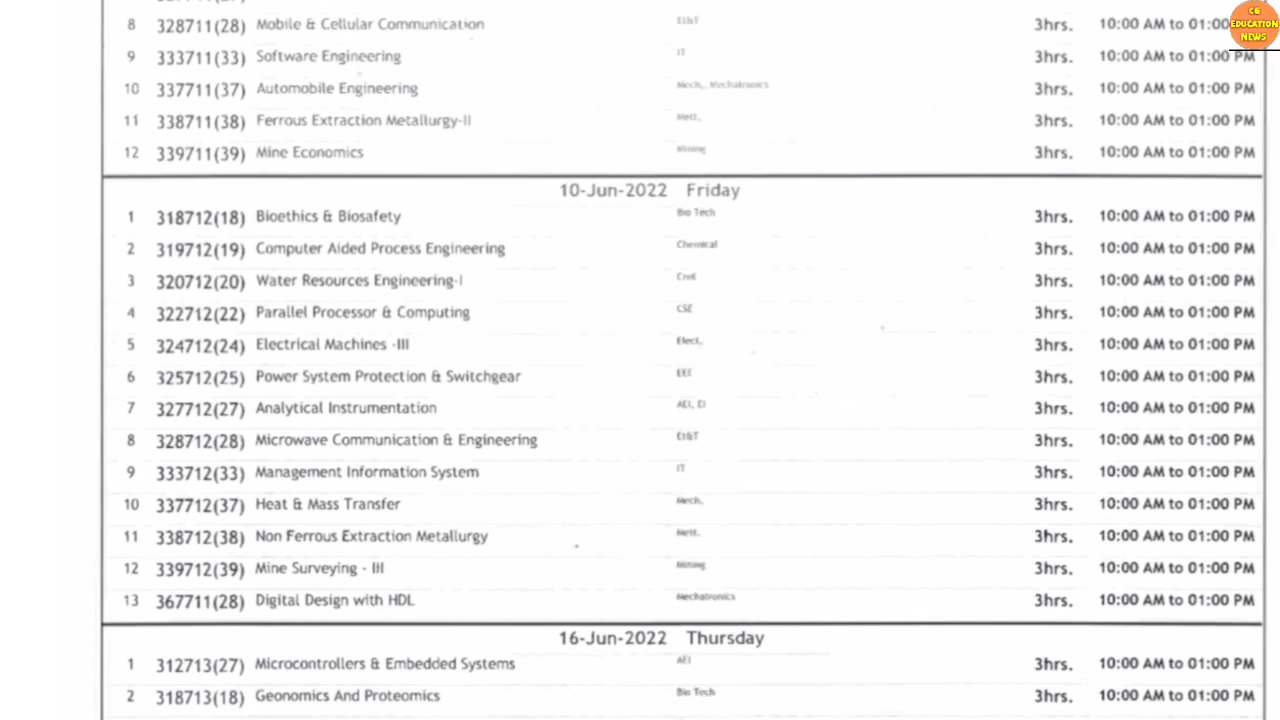 8 328711(28) Mobile & Cellular Communication Et&T 3hrs. 10:00 AM to 01:00
CG EDUCATION NEWS
9 333711(33) Software Engineering IT 3hrs. 10:00 AM to 01:00 PM
10 337711(37) Automobile Engineering Mech,. Mechatronics 3hrs. 10:00 AM to 01:00 PM
11 338711(38) Ferrous Extraction Metallurgy-II Metl. 3hrs. 10:00 AM to 01:00 PM
12 339711(39) Mine Economics Mining 3hrs. 10:00 AM to 01:00 PM
10-Jun-2022 Friday
1 318712(18) Bioethics & Biosafety Bio Tech 3hrs. 10:00 AM to 01:00 PM
2 319712(19) Computer Aided Process Engineering Chemical 3hrs. 10:00 AM to 01:00 PM
3 320712(20) Water Resources Engineering-I Civil 3hrs. 10:00 AM to 01:00 PM
4 322712(22) Parallel Processor & Computing CSE 3hrs. 10:00 AM to 01:00 PM
5 324712(24) Electrical Machines -III Elect. 3hrs. 10:00 AM to 01:00 PM
6 325712(25) Power System Protection & Switchgear EEE 3hrs. 10:00 AM to 01:00 PM
7 327712(27) Analytical Instrumentation AEI, EI 3hrs. 10:00 AM to 01:00 PM
8 328712(28) Microwave Communication & Engineering Et&T 3hrs. 10:00 AM to 01:00 PM
9 333712(33) Management Information System IT 3hrs. 10:00 AM to 01:00 PM
10 337712(37) Heat & Mass Transfer Mech. 3hrs. 10:00 AM to 01:00 PM
11 338712(38) Non Ferrous Extraction Metallurgy Metl. 3hrs. 10:00 AM to 01:00 PM
12 339712(39) Mine Surveying - III Mining 3hrs. 10:00 AM to 01:00 PM
13 367711(28) Digital Design with HDL Mechatronics 3hrs. 10:00 AM to 01:00 PM
16-Jun-2022 Thursday
1 312713(27) Microcontrollers & Embedded Systems AEI 3hrs. 10:00 AM to 01:00 PM
2 318713(18) Geonomics And Proteomics Bio Tech 3hrs. 10:00 AM to 01:00 PM